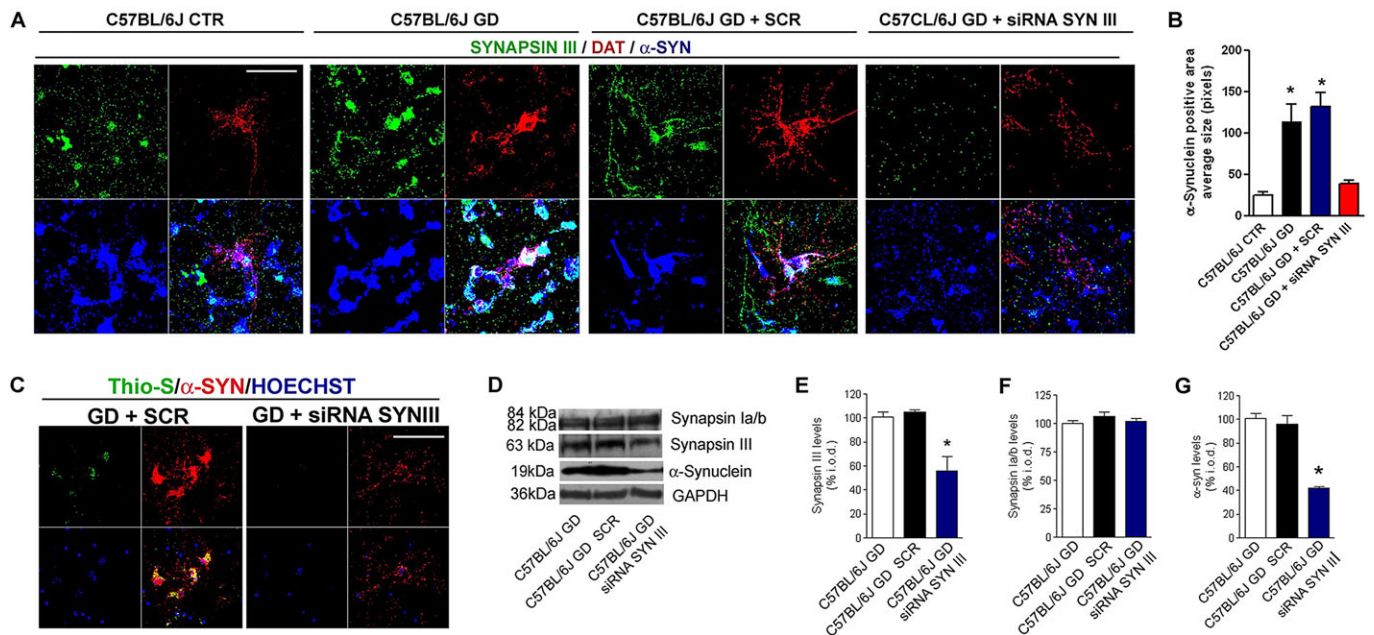 A
C57BL/6J CTR
C57BL/6J GD
C57BL/6J GD + SCR
C57CL/6J GD + siRNA SYN III
SYNAPSIN III / DAT / α-SYN
B
α-Synuclein positive area
average size (pixels)
200
150
100
50
0
*
*
C57BL/6J CTR
C57BL/6J GD
C57BL/6J GD + SCR
C57BL/6J GD + siRNA SYN III
C
Thio-S/α-SYN/HOECHST
GD + SCR
GD + siRNA SYNIII
D
84 kDa
82 kDa
Synapsin Ia/b
63 kDa
Synapsin III
19kDa
α-Synuclein
36kDa
GAPDH
C57BL/6J GD
C57BL/6J GD SCR
C57BL/6J GD
siRNA SYN III
E
Synapsin III levels
(% i.o.d.)
120
100
80
60
40
20
0
*
C57BL/6J GD
C57BL/6J GD SCR
C57BL/6J GD
siRNA SYN III
F
Synapsin Ia/b levels
(% i.o.d.)
125
100
75
50
25
0
C57BL/6J GD
C57BL/6J GD SCR
C57BL/6J GD
siRNA SYN III
G
α-syn levels
(% i.o.d.)
120
100
80
60
40
20
0
*
C57BL/6J GD
C57BL/6J GD SCR
C57BL/6J GD
siRNA SYN III